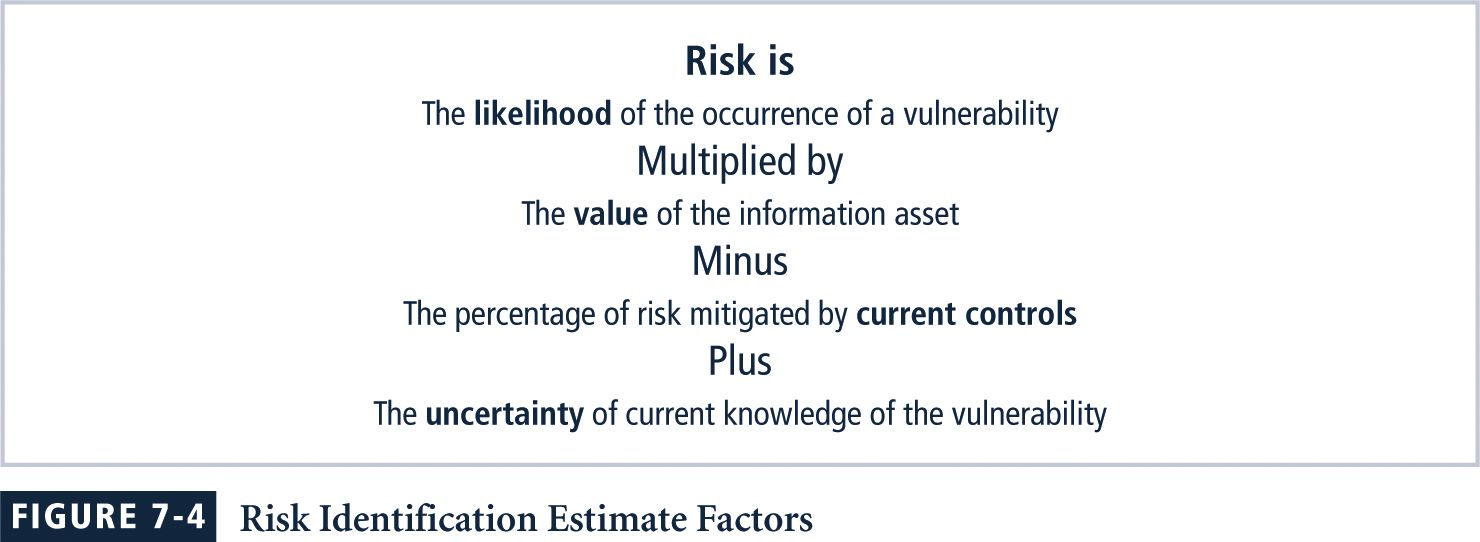 Risk is
The likelihood of the occurrence of a vulnerability
Multiplied by
The value of the information asset
Minus
The percentage of risk mitigated by current controls
Plus
The uncertainty of current knowledge of the vulnerability
FIGURE 7-4 Risk Identification Estimate Factors